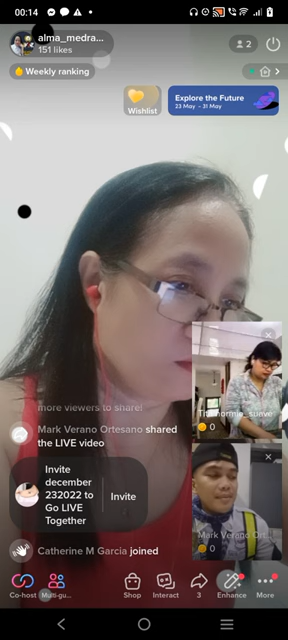 00:14
alma_medra...
151 likes
2
Weekly ranking
Wishlist
Explore the Future
23 May - 31 May
more viewers to share!
Mark Verano Ortesano shared
the LIVE video
Invite
december
232022 to
Go LIVE
Together
Invite
Catherine M Garcia joined
0
Mark Verano Ort...
0
Co-host
Multi-gu...
Shop
Interact
3
Enhance
More